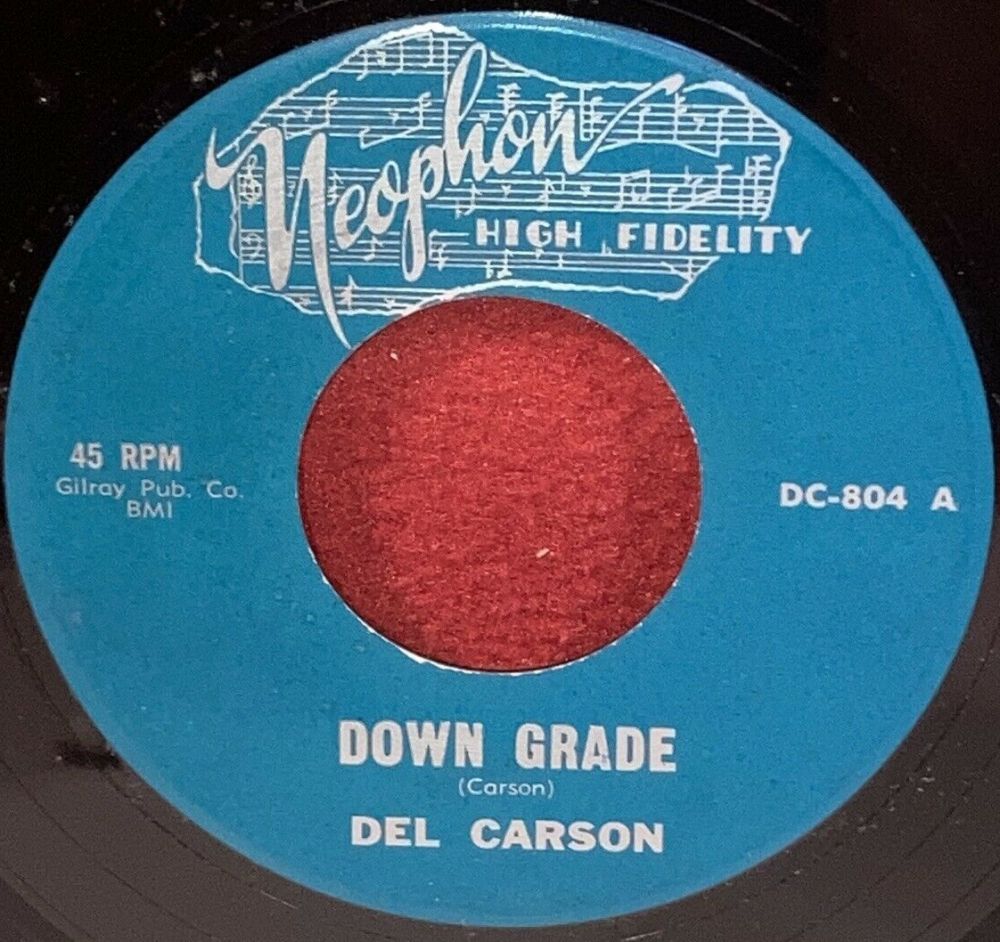 Neophon
HIGH FIDELITY
45 RPM
Gilray Pub. Co.
BMI
DC-804 A
DOWN GRADE
(Carson)
DEL CARSON